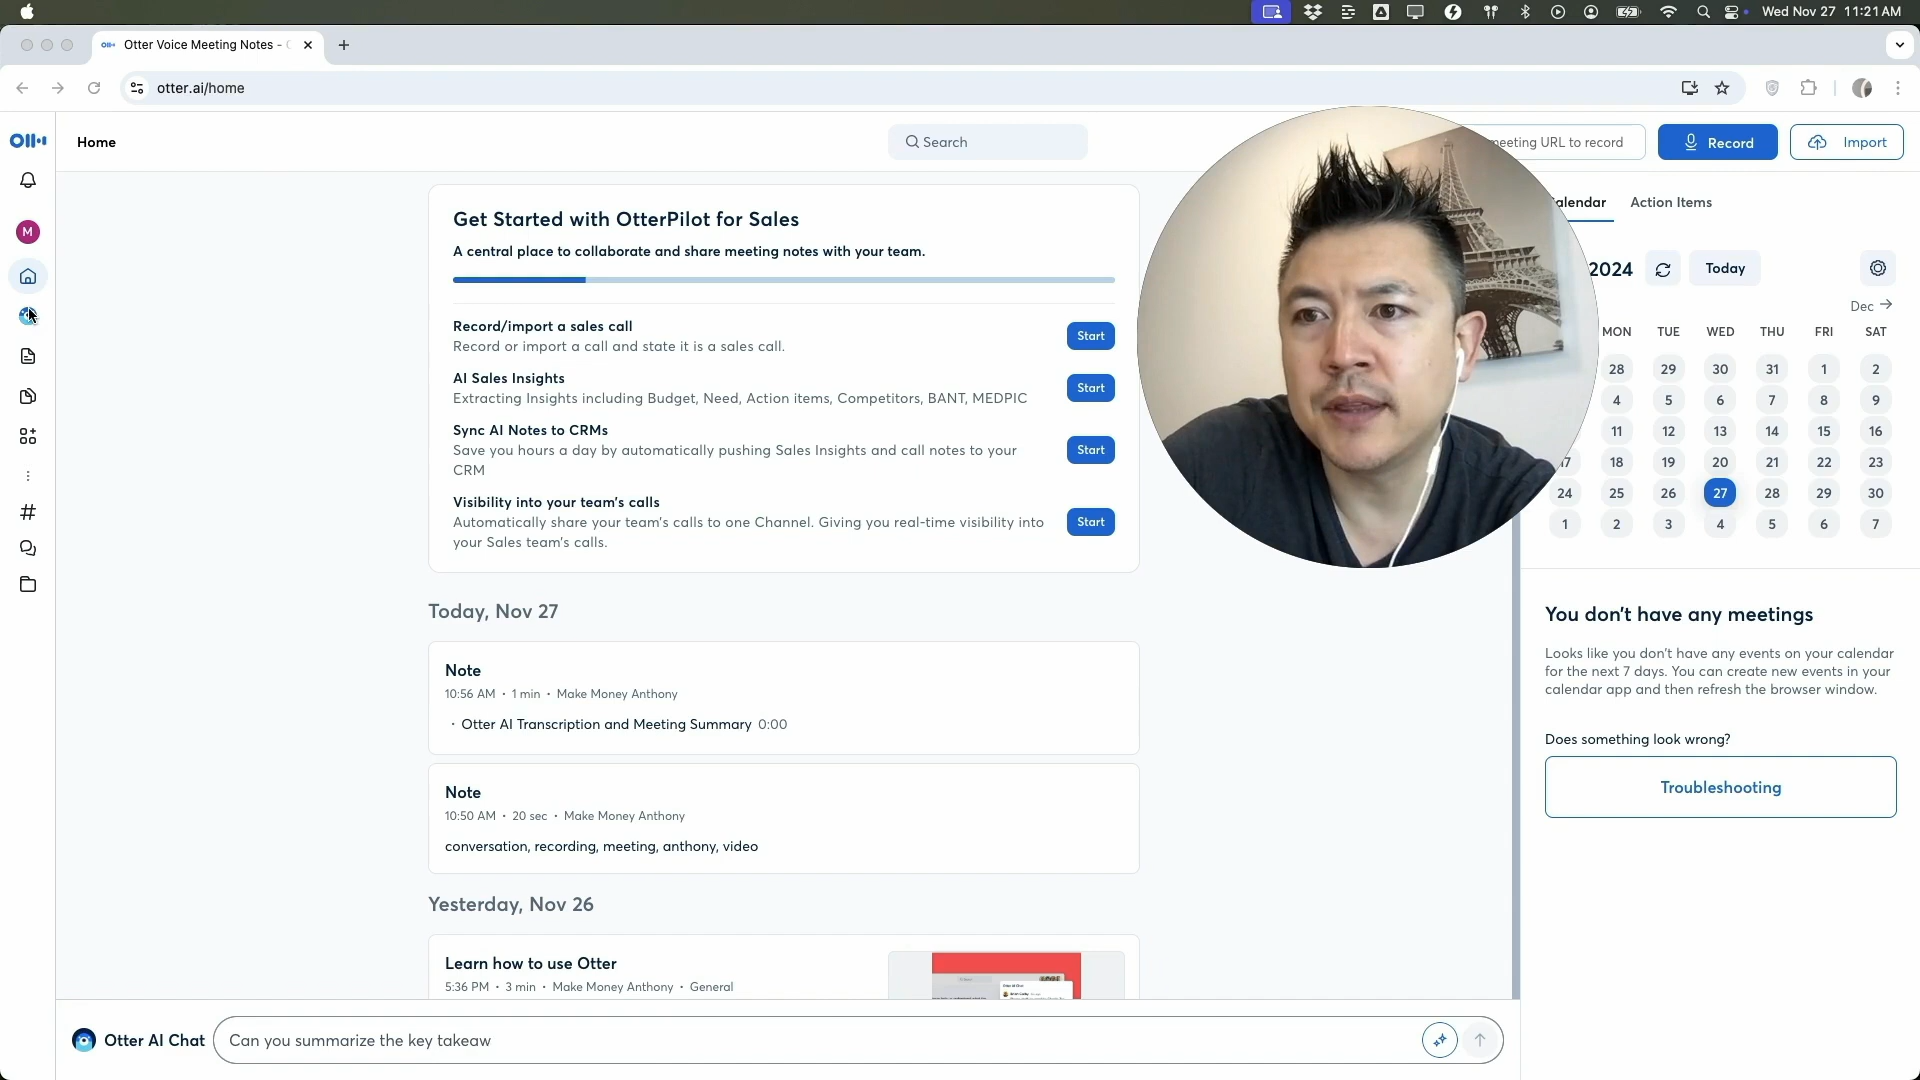 Wed Nov 27 11:21 AM
Otter Voice Meeting Notes -
otter.ai/home
Home
Search
meeting URL to record
Record
Import
M
Get Started with OtterPilot for Sales
A central place to collaborate and share meeting notes with your team.
Record/import a sales call
Record or import a call and state it is a sales call.
Start
AI Sales Insights
Extracting Insights including Budget, Need, Action items, Competitors, BANT, MEDPIC
Start
Sync AI Notes to CRMs
Save you hours a day by automatically pushing Sales Insights and call notes to your
CRM
Start
Visibility into your team's calls
Automatically share your team's calls to one Channel. Giving you real-time visibility into
your Sales team's calls.
Start
Today, Nov 27
Note
10:56 AM • 1 min • Make Money Anthony
· Otter AI Transcription and Meeting Summary 0:00
Note
10:50 AM • 20 sec • Make Money Anthony
conversation, recording, meeting, anthony, video
Yesterday, Nov 26
Learn how to use Otter
5:36 PM • 3 min • Make Money Anthony • General
Otter AI Chat
Can you summarize the key takeaw
Calendar Action Items
2024 Today
Dec →
MON TUE WED THU FRI SAT
28 29 30 31 1 2
4 5 6 7 8 9
11 12 13 14 15 16
17 18 19 20 21 22 23
24 25 26 27 28 29 30
1 2 3 4 5 6 7
You don't have any meetings
Looks like you don't have any events on your calendar
for the next 7 days. You can create new events in your
calendar app and then refresh the browser window.
Does something look wrong?
Troubleshooting